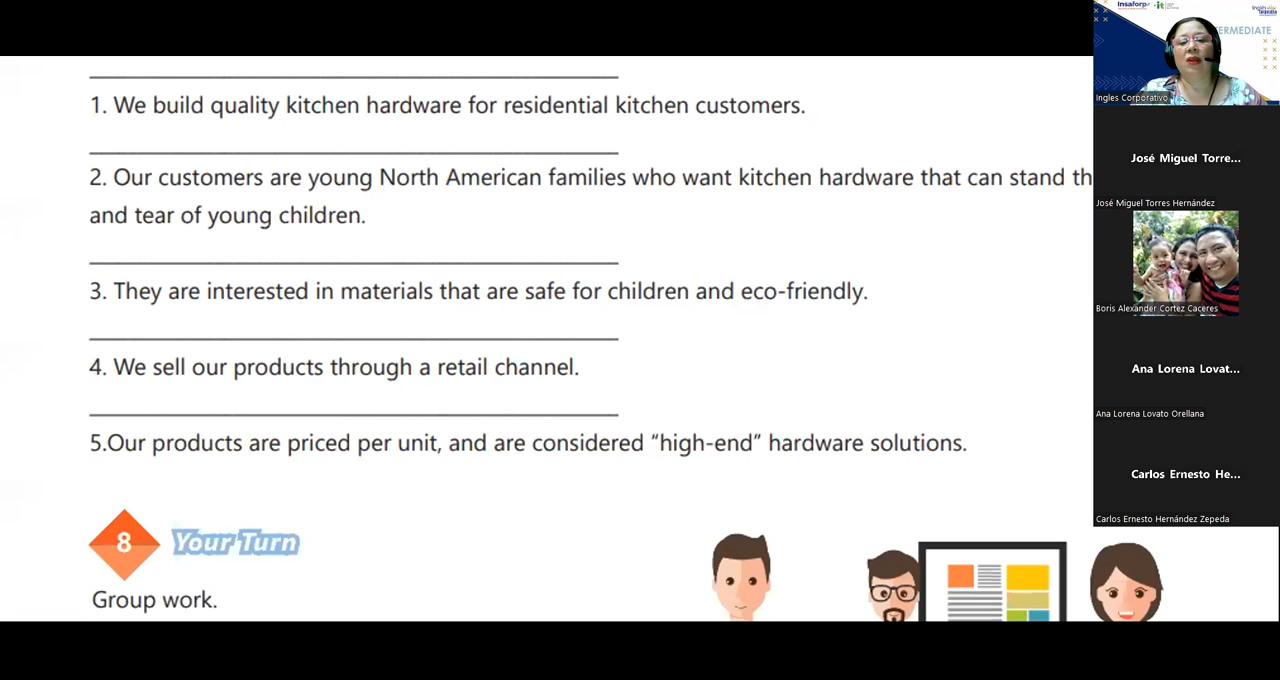 Insaforp
ERMEDIATE
Ingles Corporativo
1. We build quality kitchen hardware for residential kitchen customers.
José Miguel Torre...
2. Our customers are young North American families who want kitchen hardware that can stand th
José Miguel Torres Hernández
and tear of young children.
3. They are interested in materials that are safe for children and eco-friendly.
Boris Alexander Cortez Caceres
4. We sell our products through a retail channel.
Ana Lorena Lovat...
Ana Lorena Lovato Orellana
5.Our products are priced per unit, and are considered “high-end” hardware solutions.
Carlos Ernesto He...
Carlos Ernesto Hernández Zepeda
8 Your Turn
Group work.